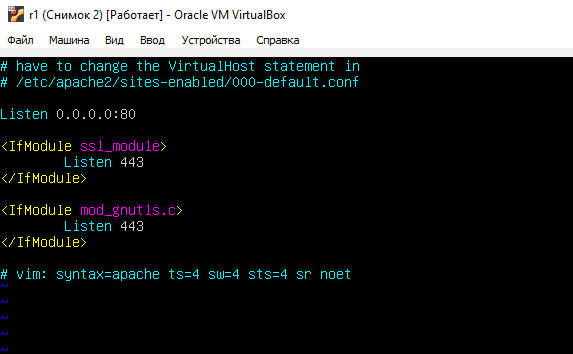 r1 (Снимок 2) [Работает] - Oracle VM VirtualBox
Файл Машина Вид Ввод Устройства Справка
# have to change the VirtualHost statement in
# /etc/apache2/sites-enabled/000-default.conf
Listen 0.0.0.0:80
<IfModule ssl_module>
Listen 443
</IfModule>
<IfModule mod_gnutls.c>
Listen 443
</IfModule>
# vim: syntax=apache ts=4 sw=4 sts=4 sr noet
~
~
~
~
~